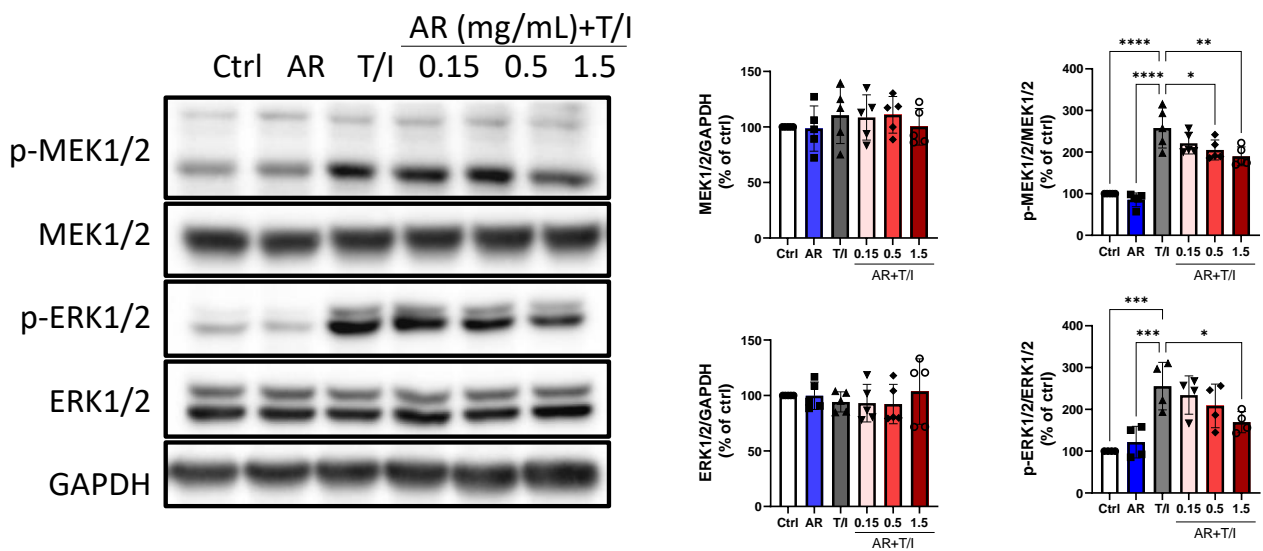 AR (mg/mL)+T/I
Ctrl AR T/I 0.15 0.5 1.5
p-MEK1/2
MEK1/2
p-ERK1/2
ERK1/2
GAPDH
MEK1/2/GAPDH
(% of ctrl)
150
100
50
0
Ctrl AR T/I 0.15 0.5 1.5
AR+T/I
p-MEK1/2/MEK1/2
(% of ctrl)
**** **
**** *
400
300
200
100
0
Ctrl AR T/I 0.15 0.5 1.5
AR+T/I
ERK1/2/GAPDH
(% of ctrl)
150
100
50
0
Ctrl AR T/I 0.15 0.5 1.5
AR+T/I
p-ERK1/2/ERK1/2
(% of ctrl)
***
*** *
400
300
200
100
0
Ctrl AR T/I 0.15 0.5 1.5
AR+T/I